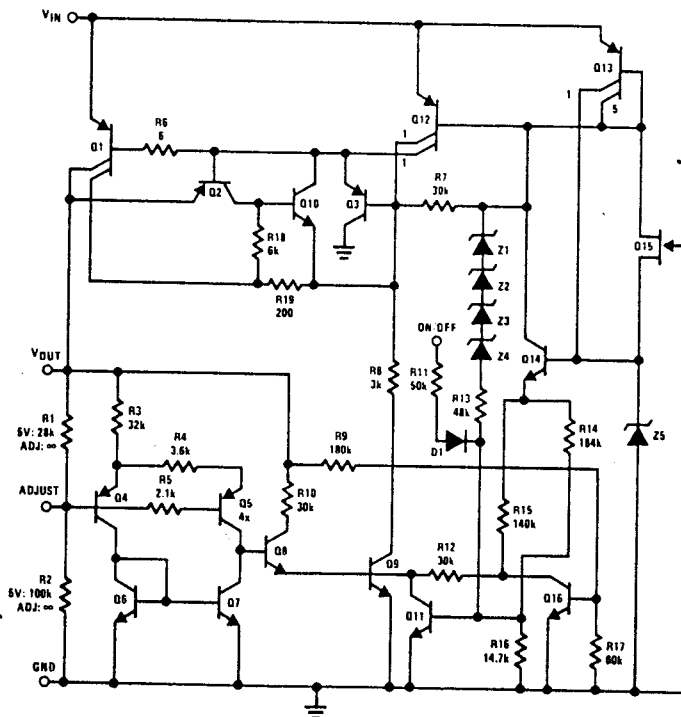 VIN
Q13
1
5
Q12
1
1
R6
6
Q1
Q2
Q10
Q3
R7
30k
R18
6k
R19
200
Z1
Z2
Z3
Z4
Q15
Q14
ON OFF
R11
50k
R13
48k
D1
VOUT
R3
32k
R8
3k
R14
184k
Z5
R1
5V: 28k
ADJ: ∞
R4
3.6k
R5
2.1k
R9
180k
R10
30k
ADJUST
Q4
Q5
4x
R15
140k
Q8
Q9
R12
30k
R2
5V: 100k
ADJ: ∞
Q6
Q7
Q11
Q16
R16
14.7k
R17
80k
GND